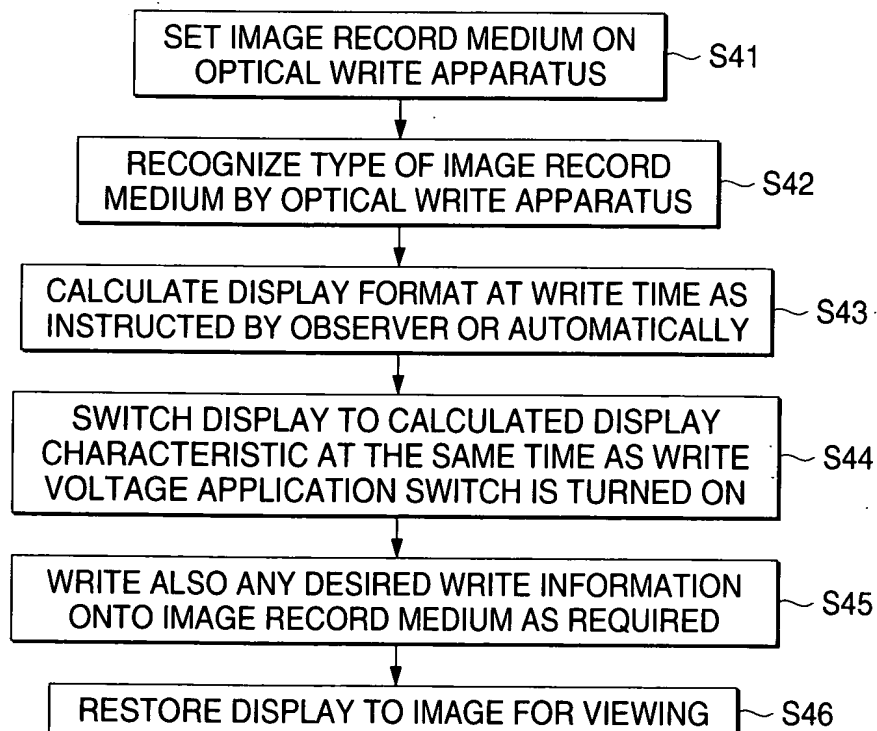 SET IMAGE RECORD MEDIUM ON
OPTICAL WRITE APPARATUS
S41
RECOGNIZE TYPE OF IMAGE RECORD
MEDIUM BY OPTICAL WRITE APPARATUS
S42
CALCULATE DISPLAY FORMAT AT WRITE TIME AS
INSTRUCTED BY OBSERVER OR AUTOMATICALLY
S43
SWITCH DISPLAY TO CALCULATED DISPLAY
CHARACTERISTIC AT THE SAME TIME AS WRITE
VOLTAGE APPLICATION SWITCH IS TURNED ON
S44
WRITE ALSO ANY DESIRED WRITE INFORMATION
ONTO IMAGE RECORD MEDIUM AS REQUIRED
S45
RESTORE DISPLAY TO IMAGE FOR VIEWING
S46